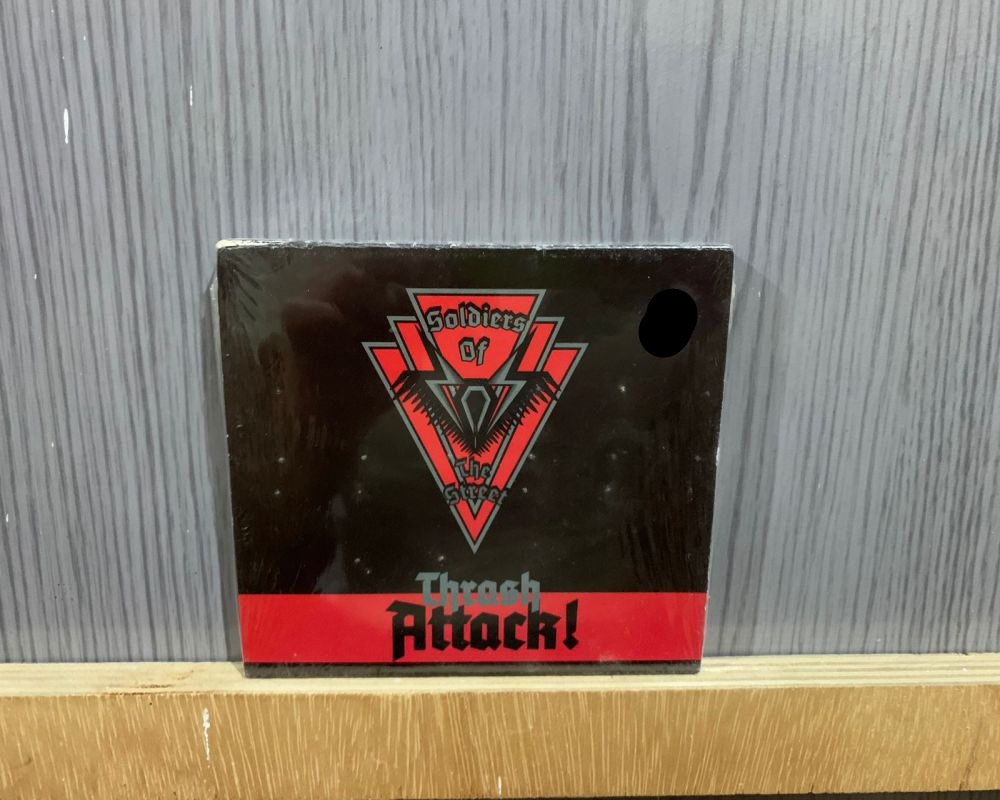 Soldiers
Of
The
Street
Thrash
Attack!